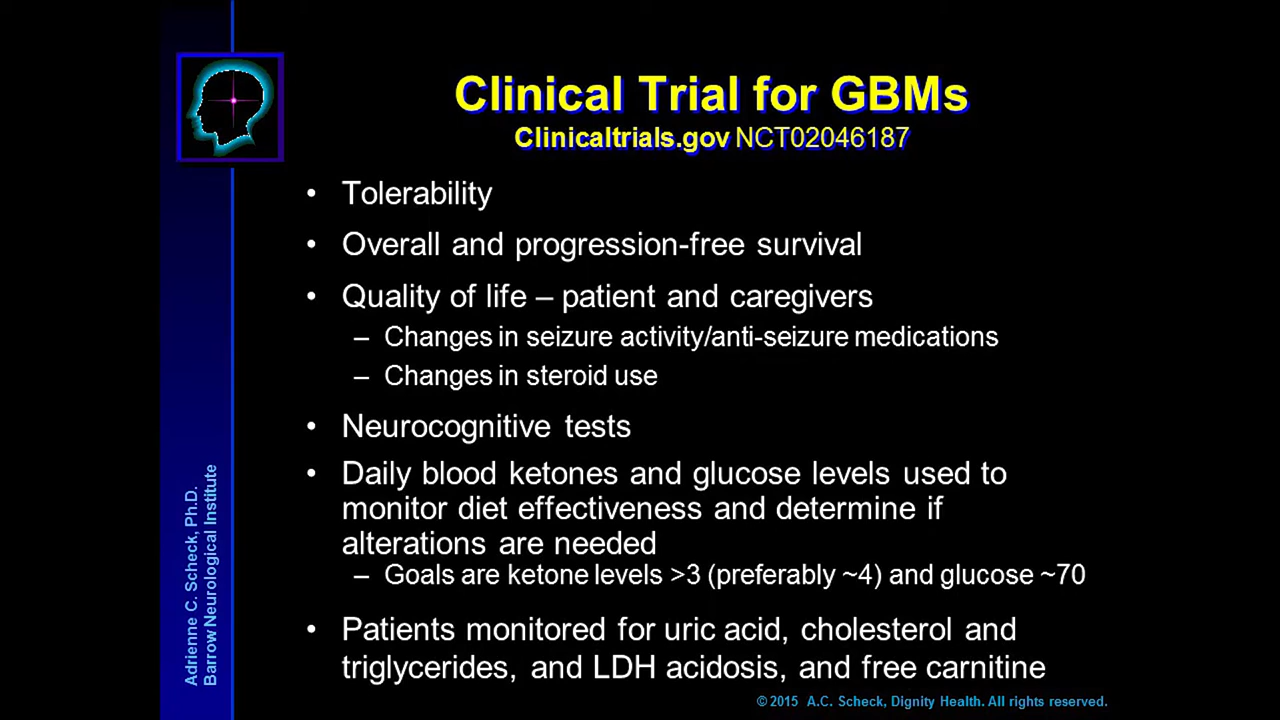 Clinical Trial for GBMs
Clinicaltrials.gov NCT02046187
• Tolerability
• Overall and progression-free survival
• Quality of life – patient and caregivers
– Changes in seizure activity/anti-seizure medications
– Changes in steroid use
• Neurocognitive tests
• Daily blood ketones and glucose levels used to
monitor diet effectiveness and determine if
alterations are needed
– Goals are ketone levels >3 (preferably ~4) and glucose ~70
• Patients monitored for uric acid, cholesterol and
triglycerides, and LDH acidosis, and free carnitine
Adrienne C. Scheck, Ph.D.
Barrow Neurological Institute
© 2015 A.C. Scheck, Dignity Health. All rights reserved.